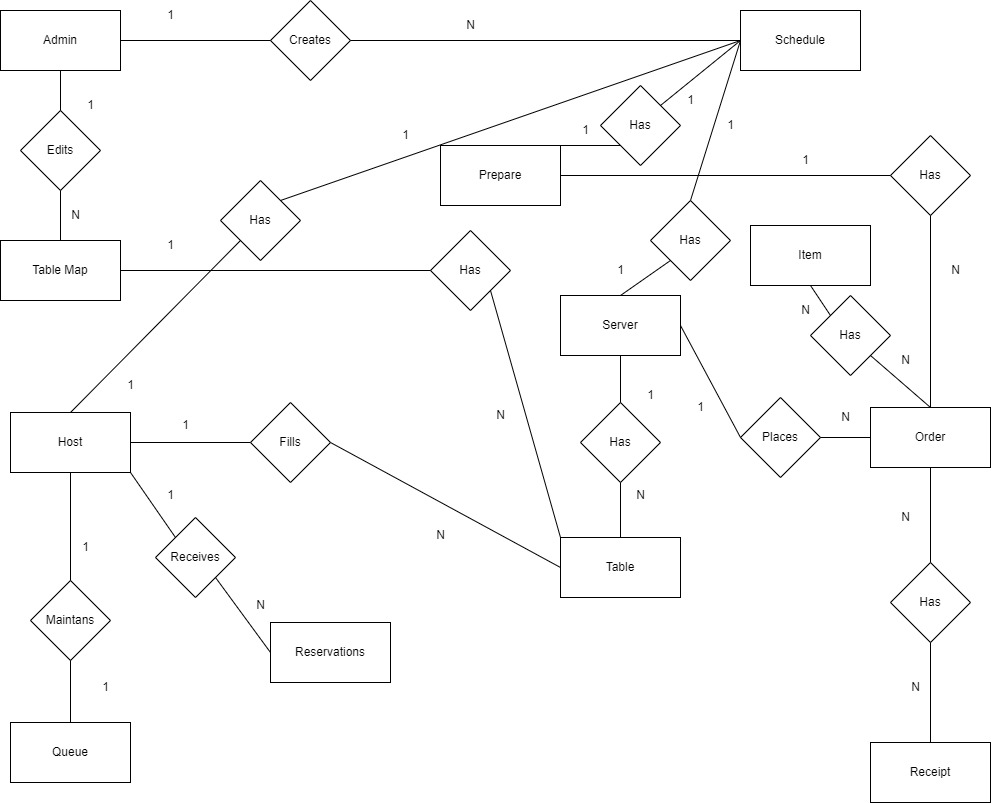 1
N
Admin
Creates
Schedule
1
1
Has
1
1
1
Edits
1
Has
Prepare
N
1
Has
Has
Item
Table Map
Has
1
N
N
Server
Has
N
1
1
N
1
N
1
Host
Fills
Has
Places
Order
1
N
N
N
Receives
Table
1
N
Maintans
Has
Reservations
1
N
Queue
Receipt